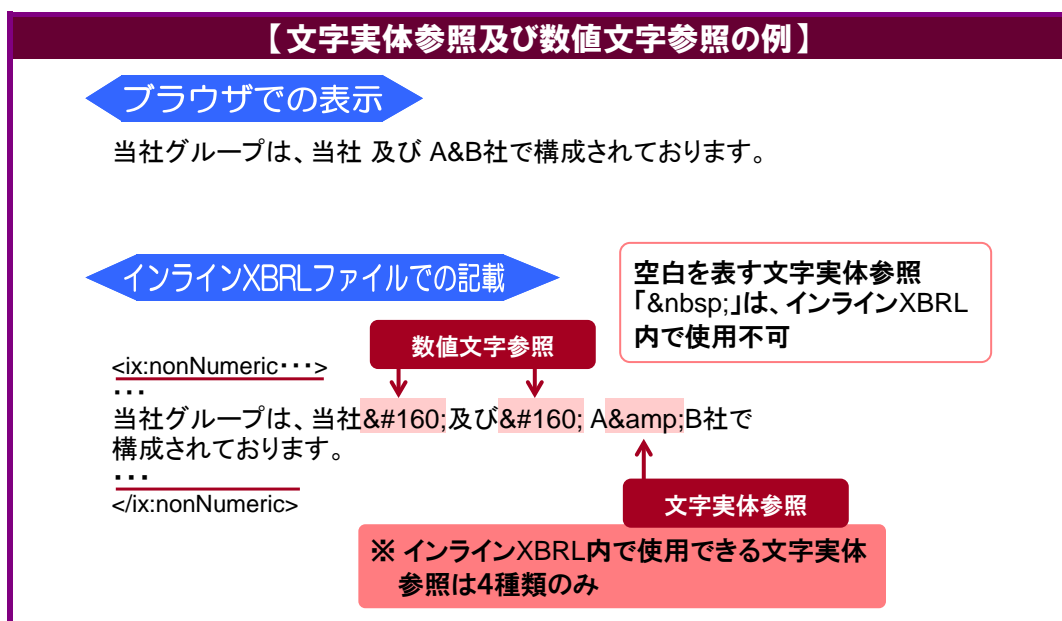 【文字実体参照及び数値文字参照の例】
ブラウザでの表示
当社グループは、当社 及び A&B社で構成されております。
インラインXBRLファイルでの記載
空白を表す文字実体参照
「&nbsp;」は、インラインXBRL
内で使用不可
数値文字参照
<ix:nonNumeric・・・>
・・・
当社グループは、当社&#160;及び&#160; A&amp;B社で
構成されております。
・・・
</ix:nonNumeric>
文字実体参照
※ インラインXBRL内で使用できる文字実体
参照は4種類のみ